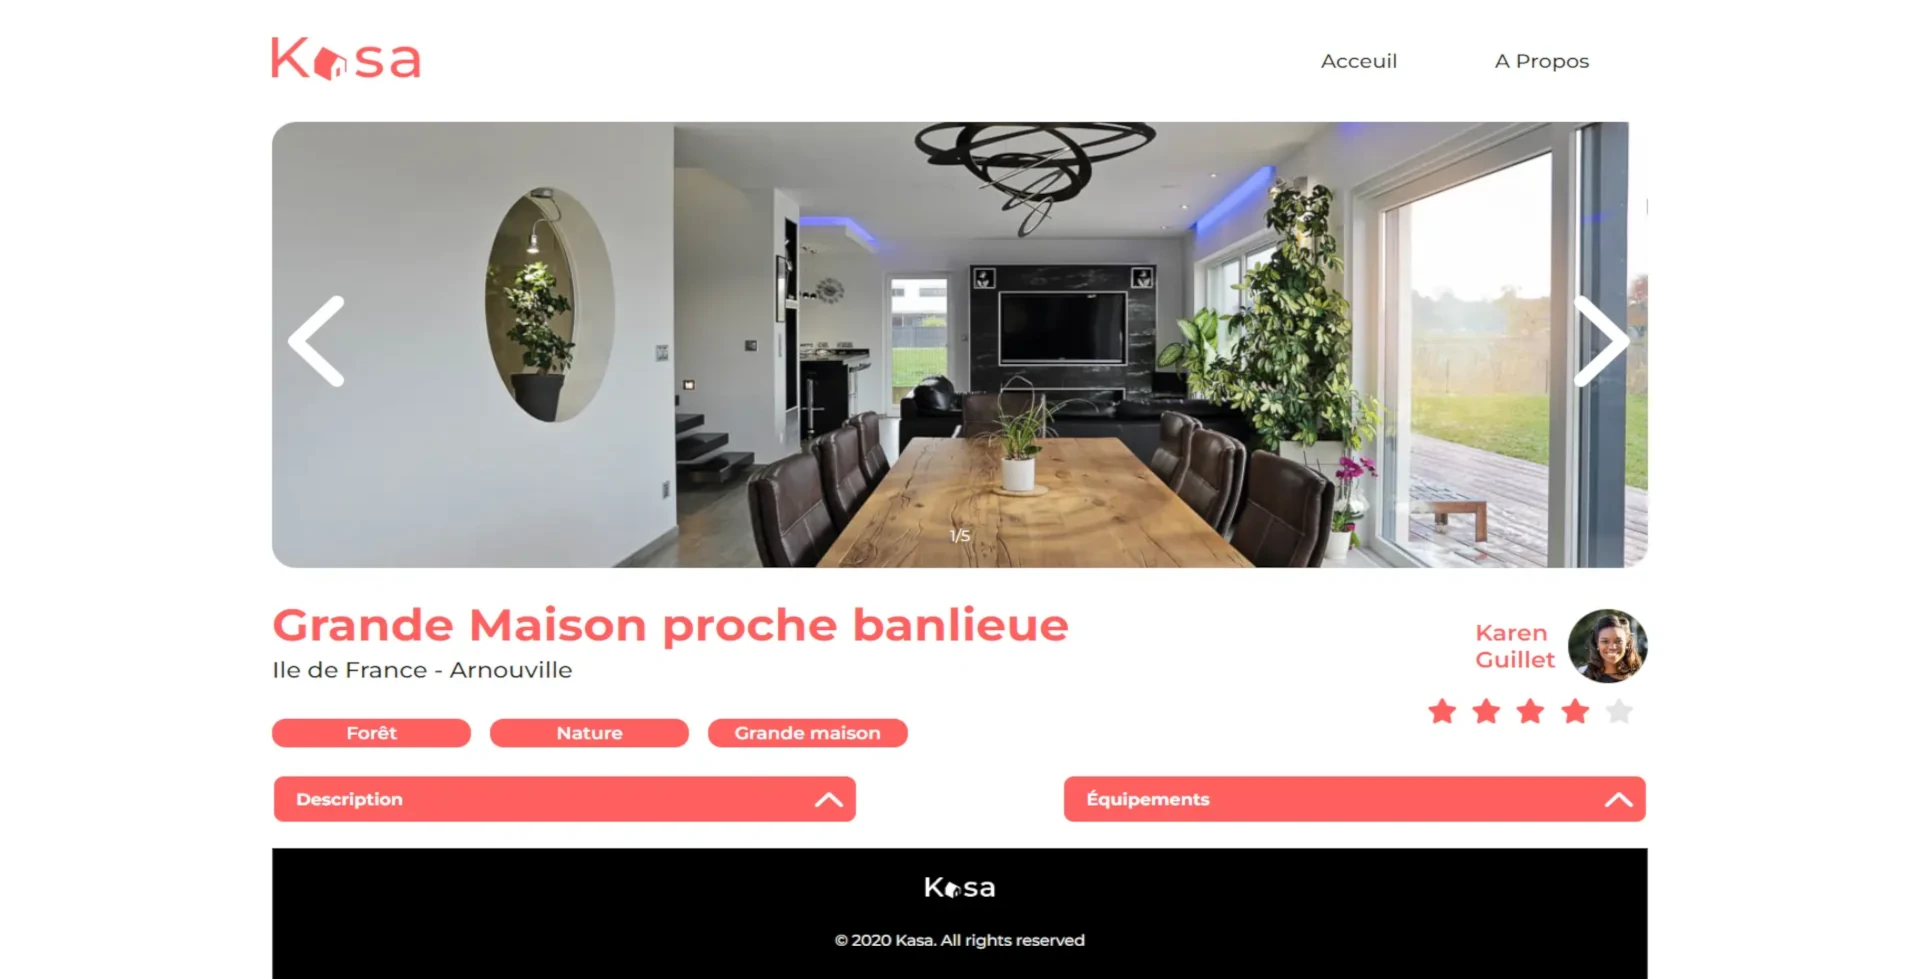 Kasa
Acceuil
A Propos
1/5
Grande Maison proche banlieue
Ile de France - Arnouville
Karen
Guillet
Forêt
Nature
Grande maison
Description
Équipements
Kasa
© 2020 Kasa. All rights reserved